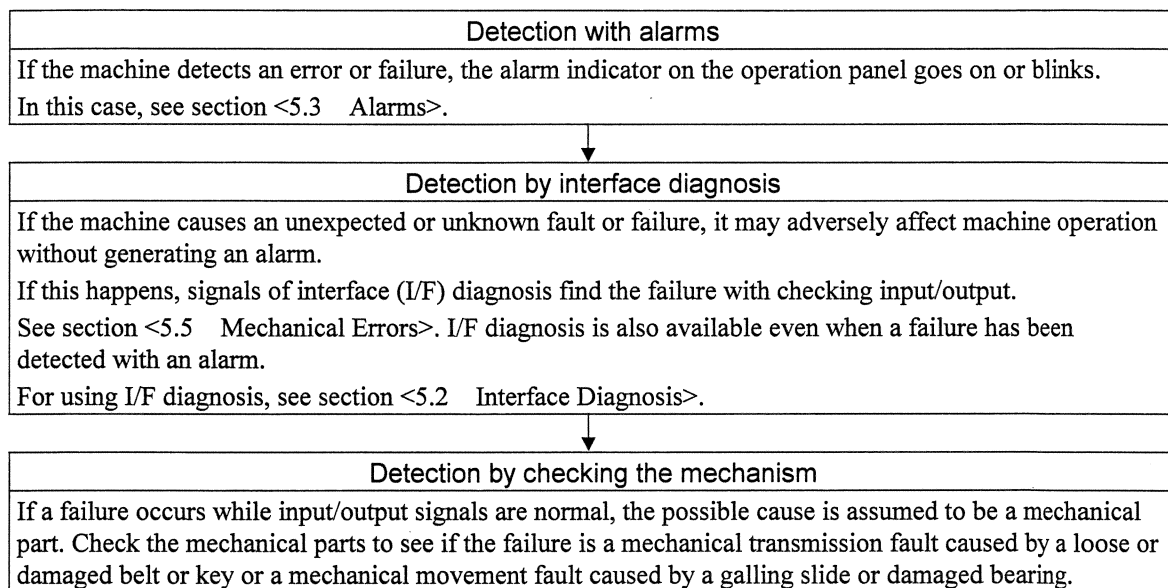 Detection with alarms
If the machine detects an error or failure, the alarm indicator on the operation panel goes on or blinks.
In this case, see section <5.3 Alarms>.
Detection by interface diagnosis
If the machine causes an unexpected or unknown fault or failure, it may adversely affect machine operation
without generating an alarm.
If this happens, signals of interface (I/F) diagnosis find the failure with checking input/output.
See section <5.5 Mechanical Errors>. I/F diagnosis is also available even when a failure has been
detected with an alarm.
For using I/F diagnosis, see section <5.2 Interface Diagnosis>.
Detection by checking the mechanism
If a failure occurs while input/output signals are normal, the possible cause is assumed to be a mechanical
part. Check the mechanical parts to see if the failure is a mechanical transmission fault caused by a loose or
damaged belt or key or a mechanical movement fault caused by a galling slide or damaged bearing.